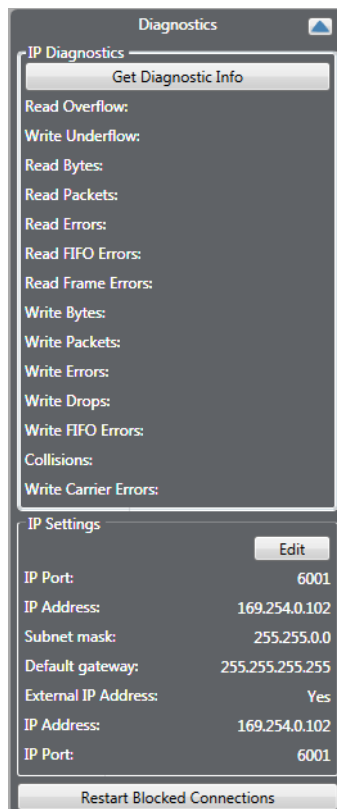 Diagnostics
IP Diagnostics
Get Diagnostic Info
Read Overflow:
Write Underflow:
Read Bytes:
Read Packets:
Read Errors:
Read FIFO Errors:
Read Frame Errors:
Write Bytes:
Write Packets:
Write Errors:
Write Drops:
Write FIFO Errors:
Collisions:
Write Carrier Errors:
IP Settings
Edit
IP Port: 6001
IP Address: 169.254.0.102
Subnet mask: 255.255.0.0
Default gateway: 255.255.255.255
External IP Address: Yes
IP Address: 169.254.0.102
IP Port: 6001
Restart Blocked Connections